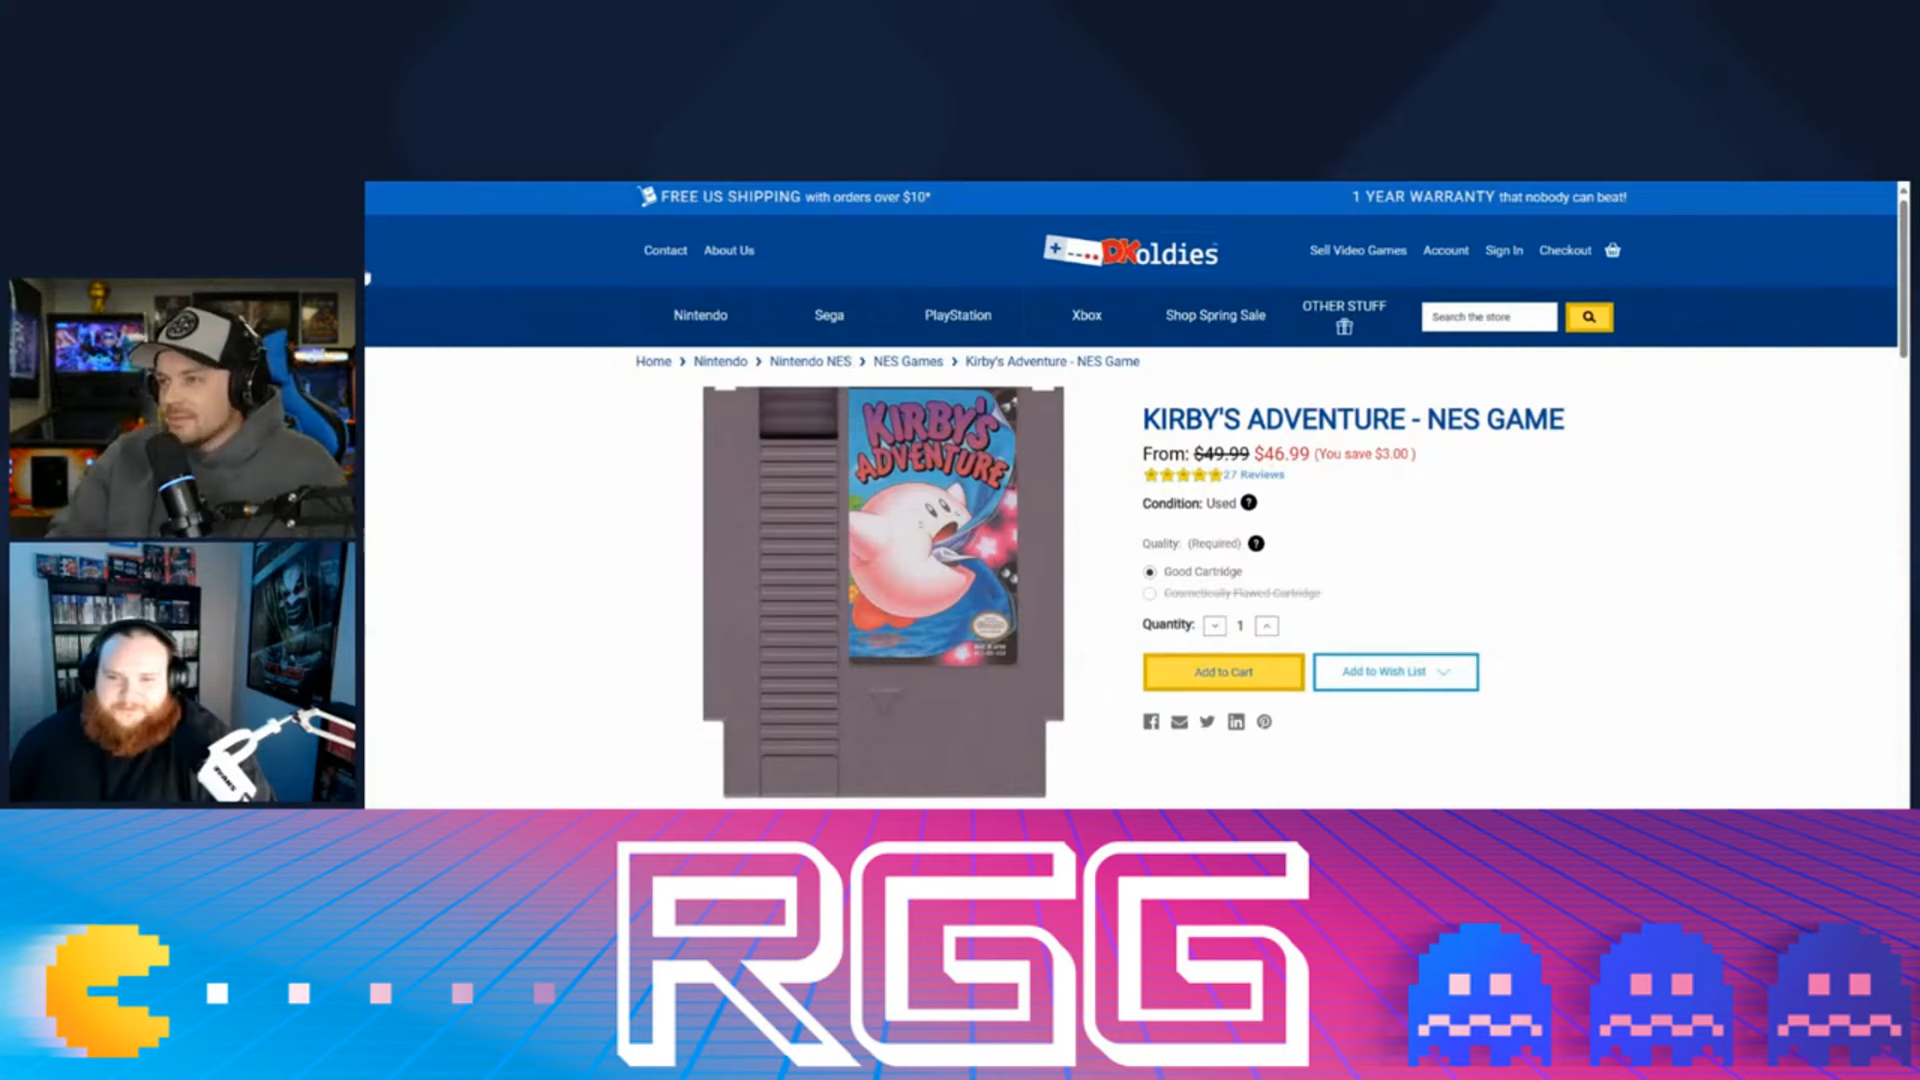 FREE US SHIPPING with orders over $10*
1 YEAR WARRANTY that nobody can beat!
Contact
About Us
DKoldies
Sell Video Games
Account
Sign In
Checkout
Nintendo
Sega
PlayStation
Xbox
Shop Spring Sale
OTHER STUFF
Search the store
Home > Nintendo > Nintendo NES > NES Games > Kirby's Adventure - NES Game
KIRBY'S
ADVENTURE
KIRBY'S ADVENTURE - NES GAME
From: $49.99 $46.99 (You save $3.00 )
27 Reviews
Condition: Used ?
Quality: (Required) ?
Good Cartridge
Cosmetically Flawed Cartridge
Quantity: 1
Add to Cart
Add to Wish List
RGG